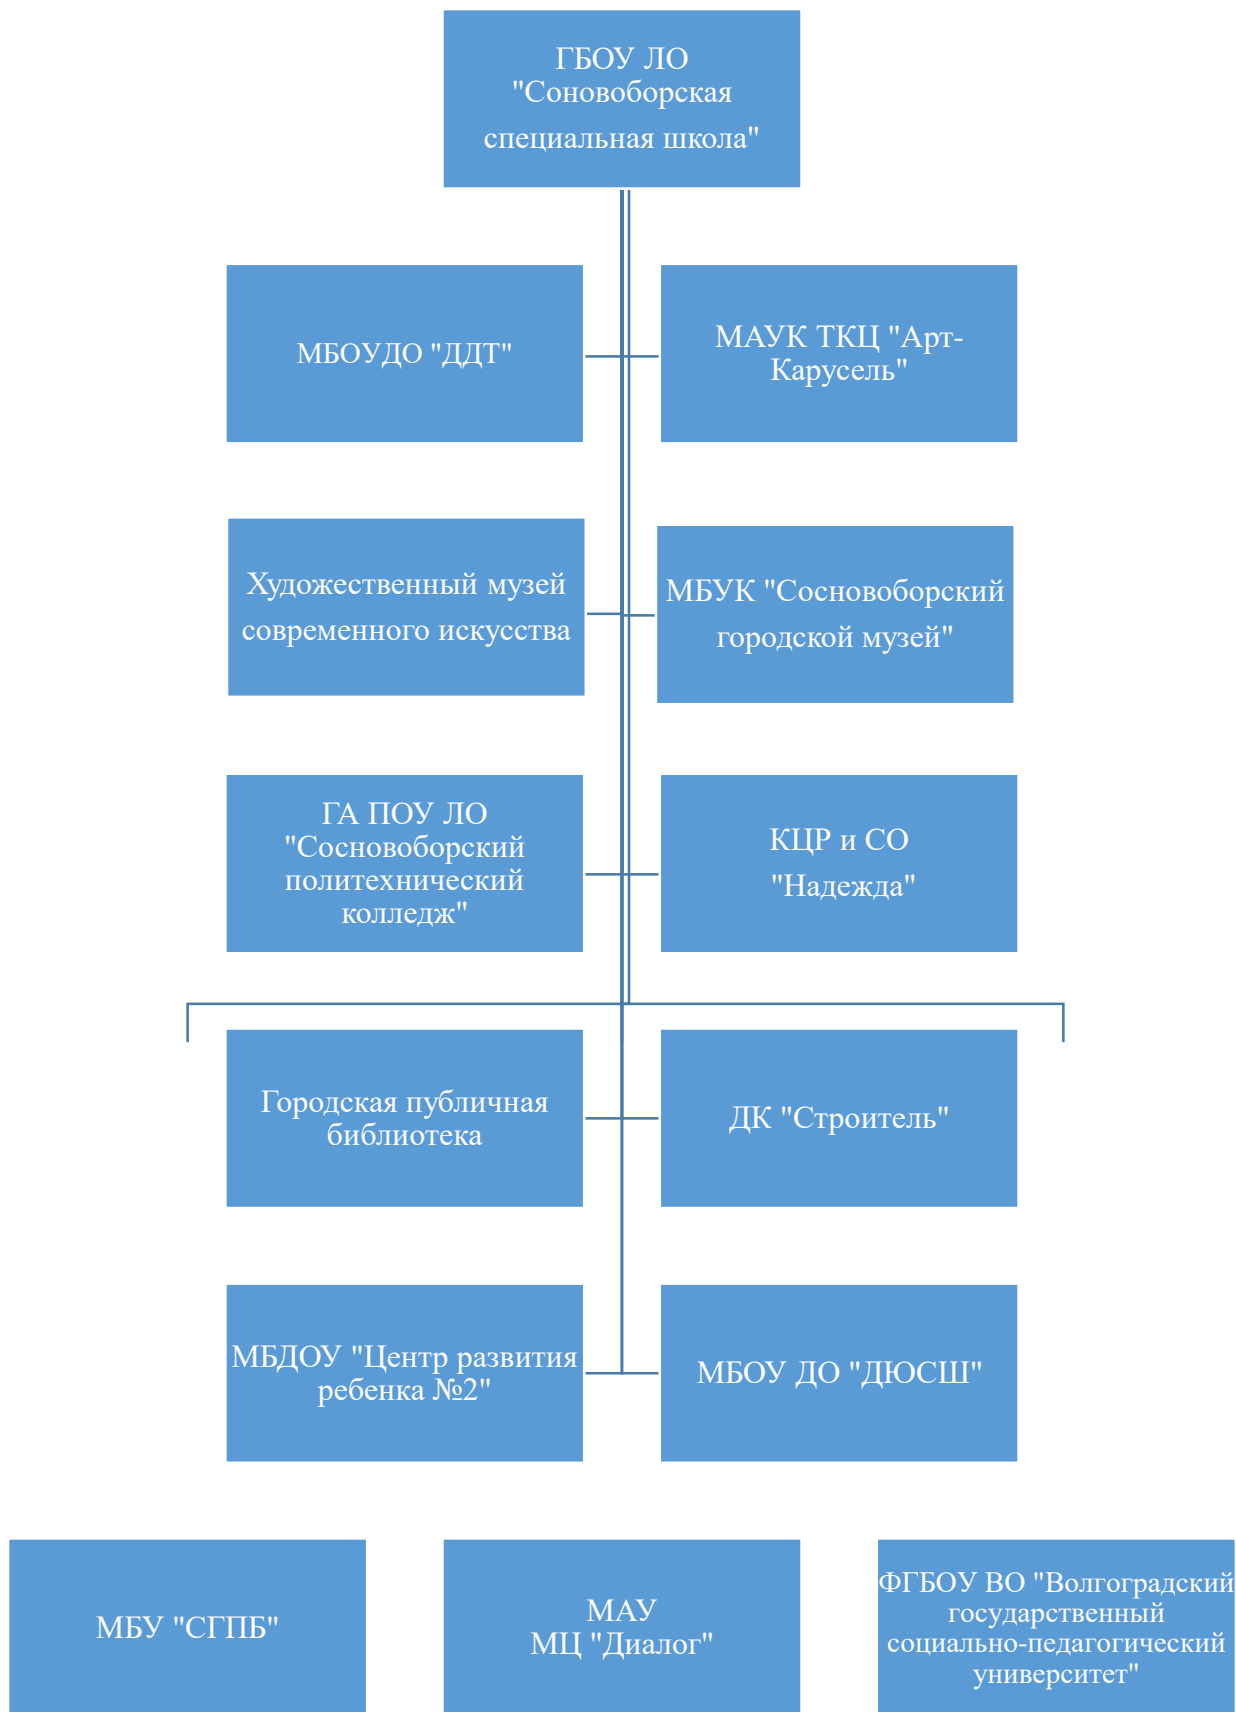 ГБОУ ЛО
"Соновоборская
специальная школа"
МБОУДО "ДДТ"
МАУК ТКЦ "Арт-
Карусель"
Художественный музей
современного искусства
МБУК "Сосновоборский
городской музей"
ГА ПОУ ЛО
"Сосновоборский
политехнический
колледж"
КЦР и СО
"Надежда"
Городская публичная
библиотека
ДК "Строитель"
МБДОУ "Центр развития
ребенка №2"
МБОУ ДО "ДЮСШ"
МБУ "СГПБ"
МАУ
МЦ "Диалог"
ФГБОУ ВО "Волгоградский
государственный
социально-педагогический
университет"